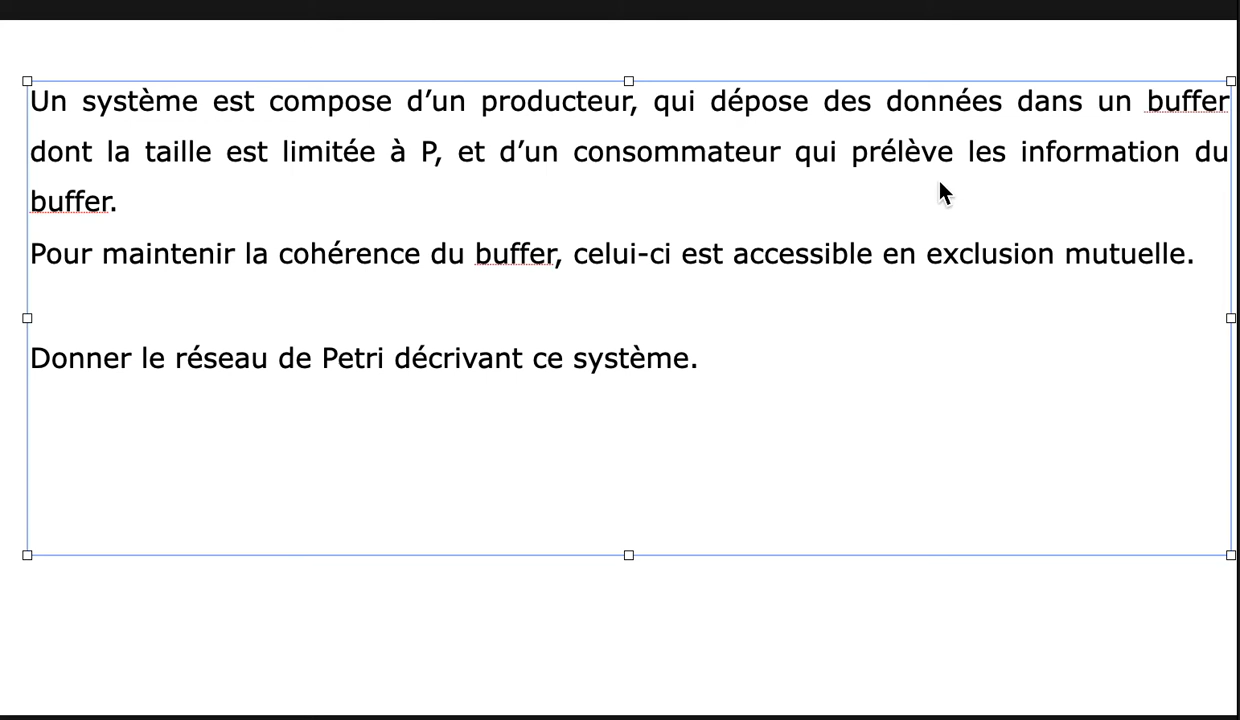 Un système est compose d’un producteur, qui dépose des données dans un buffer
dont la taille est limitée à P, et d’un consommateur qui prélève les information du
buffer.
Pour maintenir la cohérence du buffer, celui-ci est accessible en exclusion mutuelle.
Donner le réseau de Petri décrivant ce système.